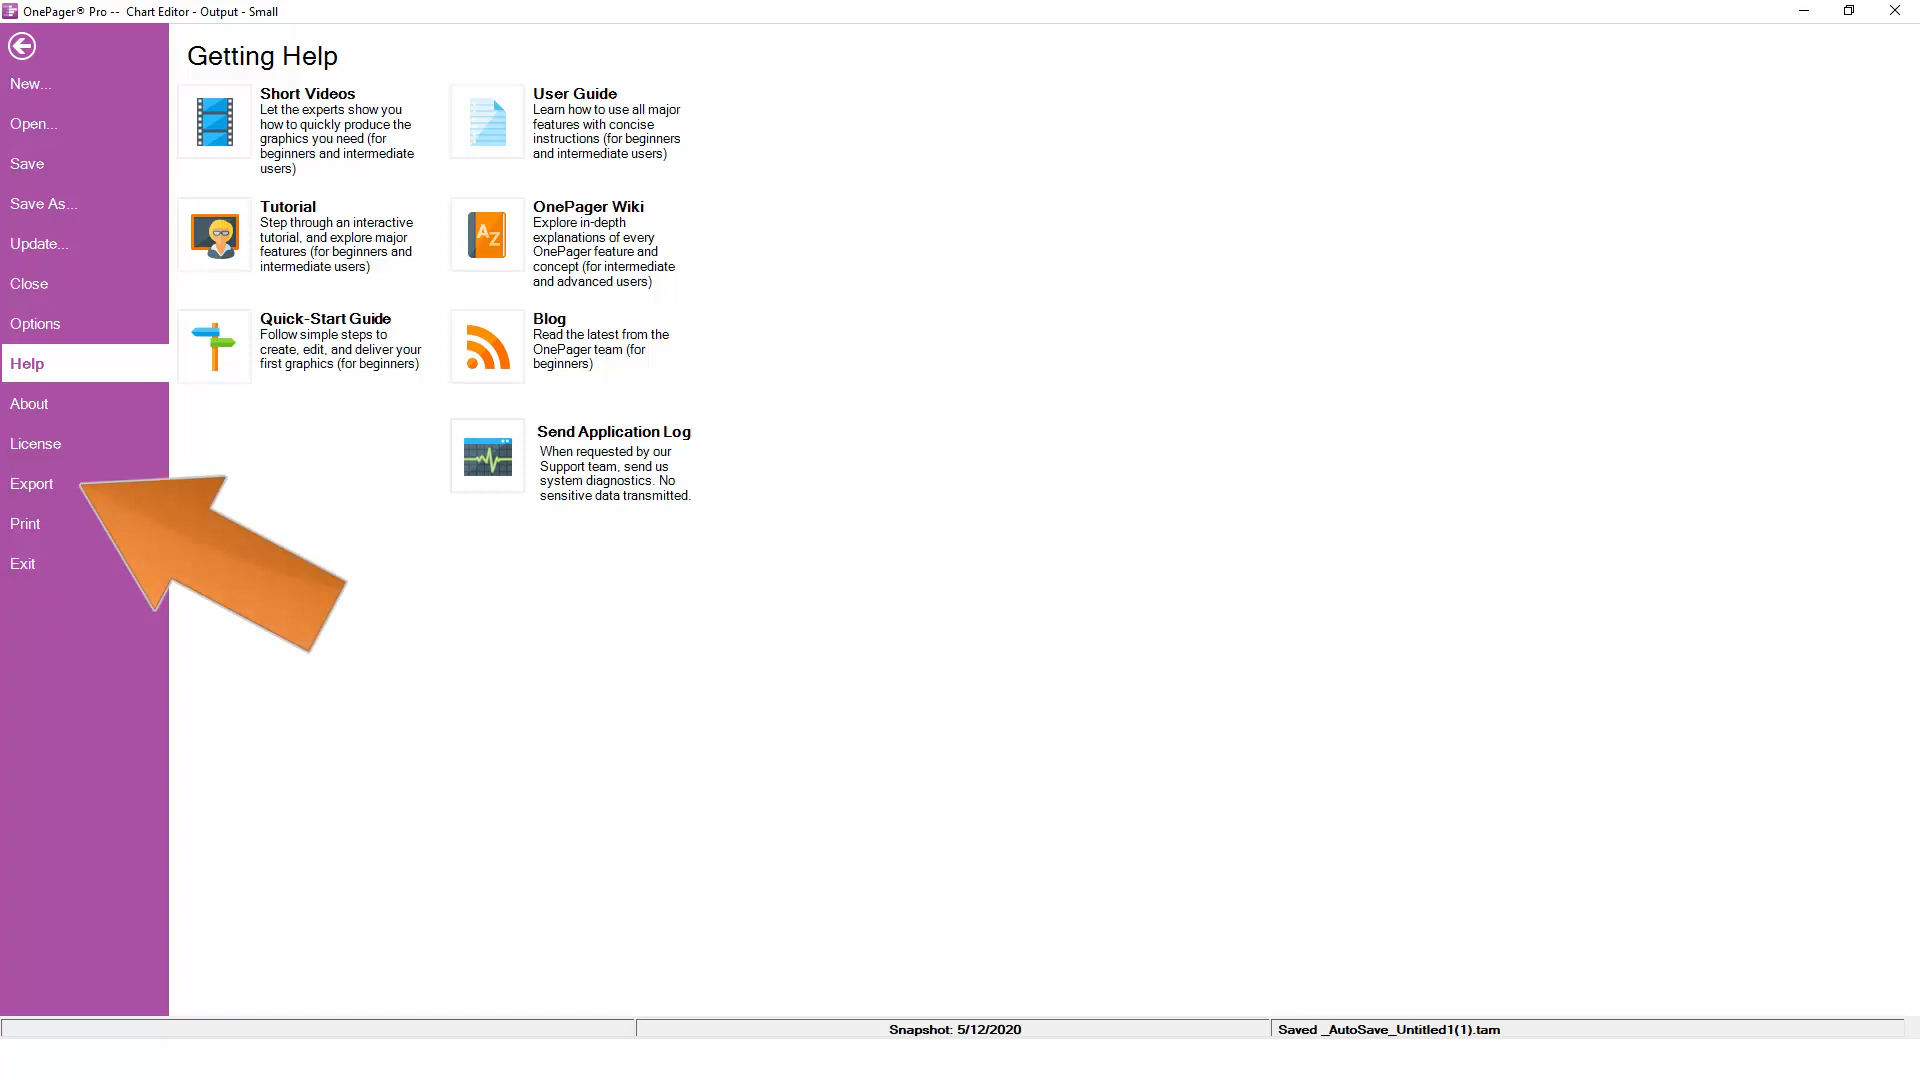 OnePager® Pro -- Chart Editor - Output - Small
New...
Open...
Save
Save As...
Update...
Close
Options
Help
About
License
Export
Print
Exit
Getting Help
Short Videos
Let the experts show you
how to quickly produce the
graphics you need (for
beginners and intermediate
users)
User Guide
Learn how to use all major
features with concise
instructions (for beginners
and intermediate users)
Tutorial
Step through an interactive
tutorial, and explore major
features (for beginners and
intermediate users)
OnePager Wiki
Explore in-depth
explanations of every
OnePager feature and
concept (for intermediate
and advanced users)
Quick-Start Guide
Follow simple steps to
create, edit, and deliver your
first graphics (for beginners)
Blog
Read the latest from the
OnePager team (for
beginners)
Send Application Log
When requested by our
Support team, send us
system diagnostics. No
sensitive data transmitted.
AZ
Snapshot: 5/12/2020
Saved _AutoSave_Untitled1(1).tam